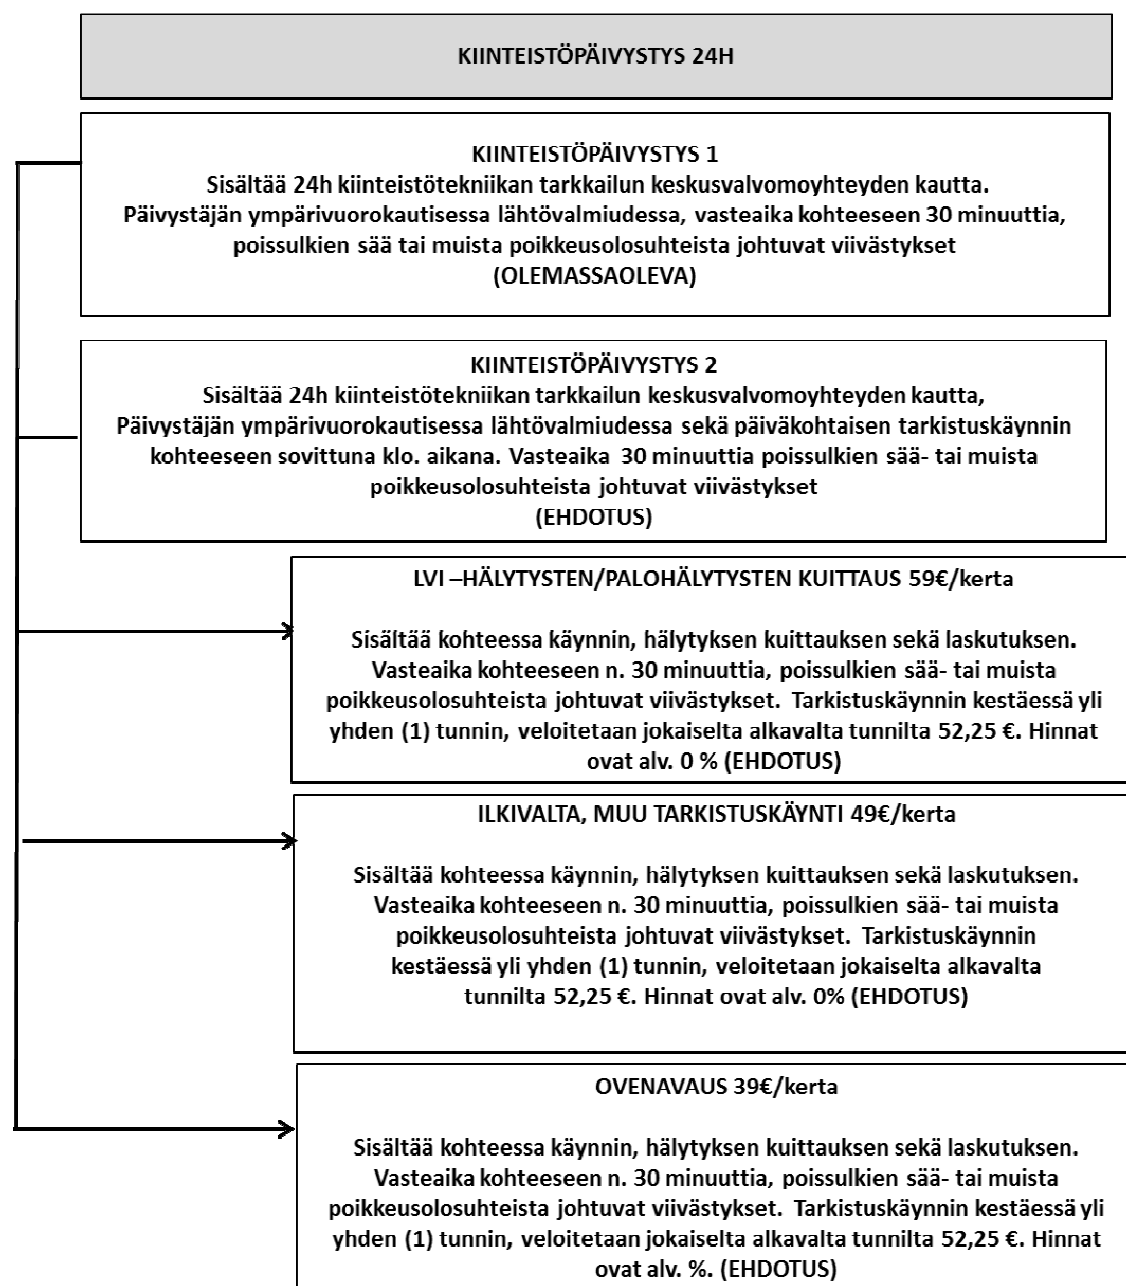 KIINTEISTÖPÄIVYSTYS 24H
KIINTEISTÖPÄIVYSTYS 1
Sisältää 24h kiinteistötekniikan tarkkailun keskusvalvomoyhteyden kautta.
Päivystäjän ympärivuorokautisessa lähtövalmiudessa, vasteaika kohteeseen 30 minuuttia,
poissulkien sää tai muista poikkeusolosuhteista johtuvat viivästykset
(OLEMASSAOLEVA)
KIINTEISTÖPÄIVYSTYS 2
Sisältää 24h kiinteistötekniikan tarkkailun keskusvalvomoyhteyden kautta,
Päivystäjän ympärivuorokautisessa lähtövalmiudessa sekä päiväkohtaisen tarkistuskäynnin
kohteeseen sovittuna klo. aikana. Vasteaika 30 minuuttia poissulkien sää- tai muista
poikkeusolosuhteista johtuvat viivästykset
(EHDOTUS)
LVI –HÄLYTYSTEN/PALOHÄLYTYSTEN KUITTAUS 59€/kerta
Sisältää kohteessa käynnin, hälytyksen kuittauksen sekä laskutuksen.
Vasteaika kohteeseen n. 30 minuuttia, poissulkien sää- tai muista
poikkeusolosuhteista johtuvat viivästykset. Tarkistuskäynnin kestäessä yli
yhden (1) tunnin, veloitetaan jokaiselta alkavalta tunnilta 52,25 €. Hinnat
ovat alv. 0 % (EHDOTUS)
ILKIVALTA, MUU TARKISTUSKÄYNTI 49€/kerta
Sisältää kohteessa käynnin, hälytyksen kuittauksen sekä laskutuksen.
Vasteaika kohteeseen n. 30 minuuttia, poissulkien sää- tai muista
poikkeusolosuhteista johtuvat viivästykset. Tarkistuskäynnin
kestäessä yli yhden (1) tunnin, veloitetaan jokaiselta alkavalta
tunnilta 52,25 €. Hinnat ovat alv. 0% (EHDOTUS)
OVENAVAUS 39€/kerta
Sisältää kohteessa käynnin, hälytyksen kuittauksen sekä laskutuksen.
Vasteaika kohteeseen n. 30 minuuttia, poissulkien sää- tai muista
poikkeusolosuhteista johtuvat viivästykset. Tarkistuskäynnin kestäessä yli
yhden (1) tunnin, veloitetaan jokaiselta alkavalta tunnilta 52,25 €. Hinnat
ovat alv. %. (EHDOTUS)